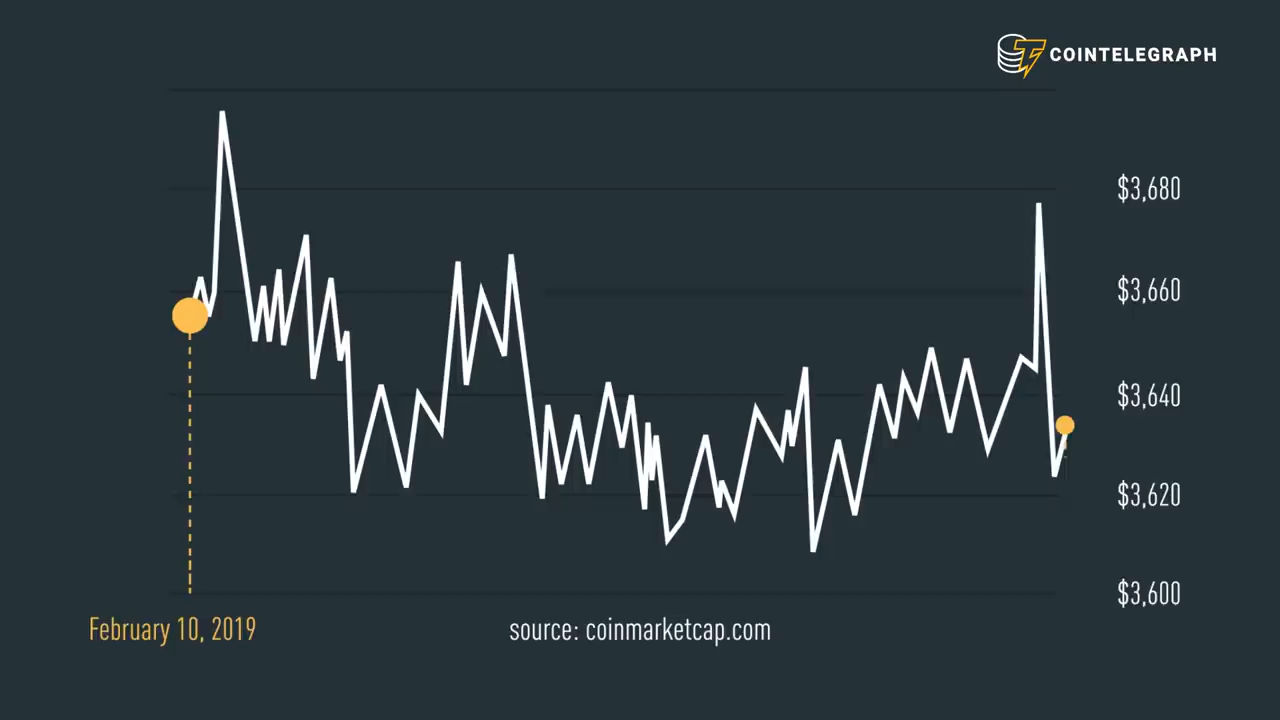 COINTELEGRAPH
$3,680
$3,660
$3,640
$3,620
$3,600
February 10, 2019
source: coinmarketcap.com